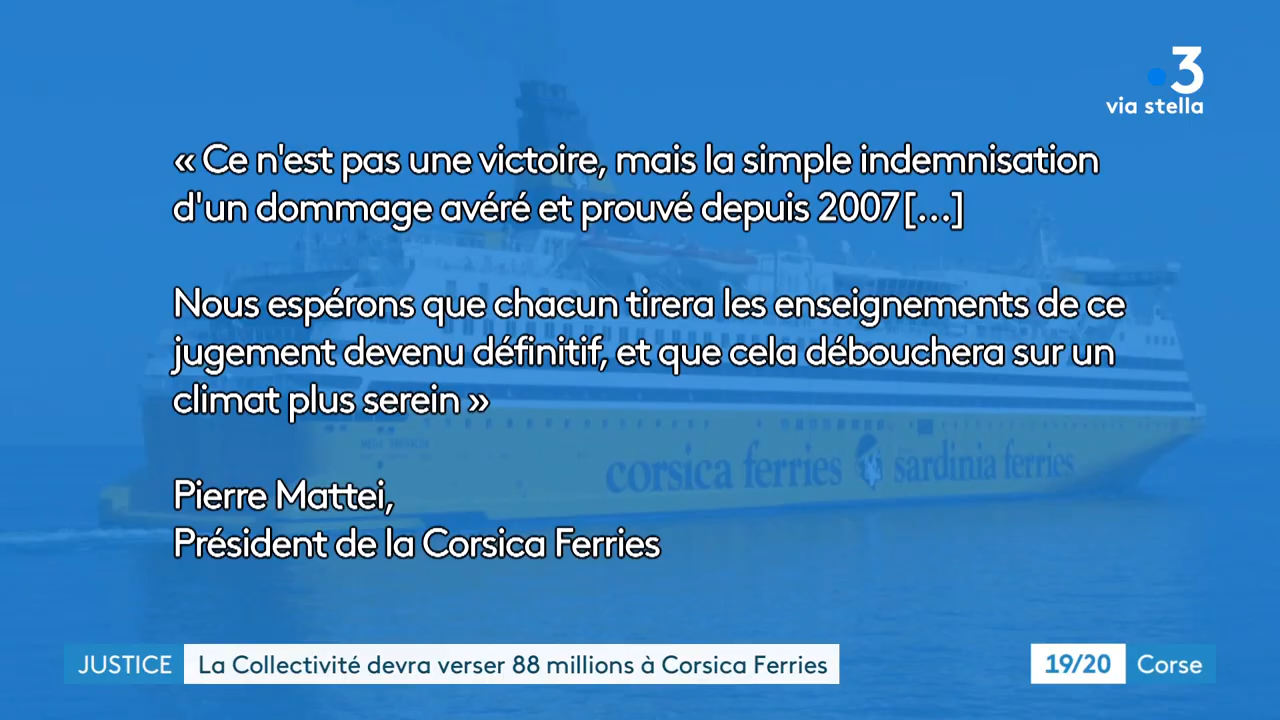 3
via stella
« Ce n'est pas une victoire, mais la simple indemnisation
d'un dommage avéré et prouvé depuis 2007 [...]
Nous espérons que chacun tirera les enseignements de ce
jugement devenu définitif, et que cela débouchera sur un
climat plus serein »
corsica ferries sardinia ferries
Pierre Mattei,
Président de la Corsica Ferries
JUSTICE La Collectivité devra verser 88 millions à Corsica Ferries
19/20 Corse